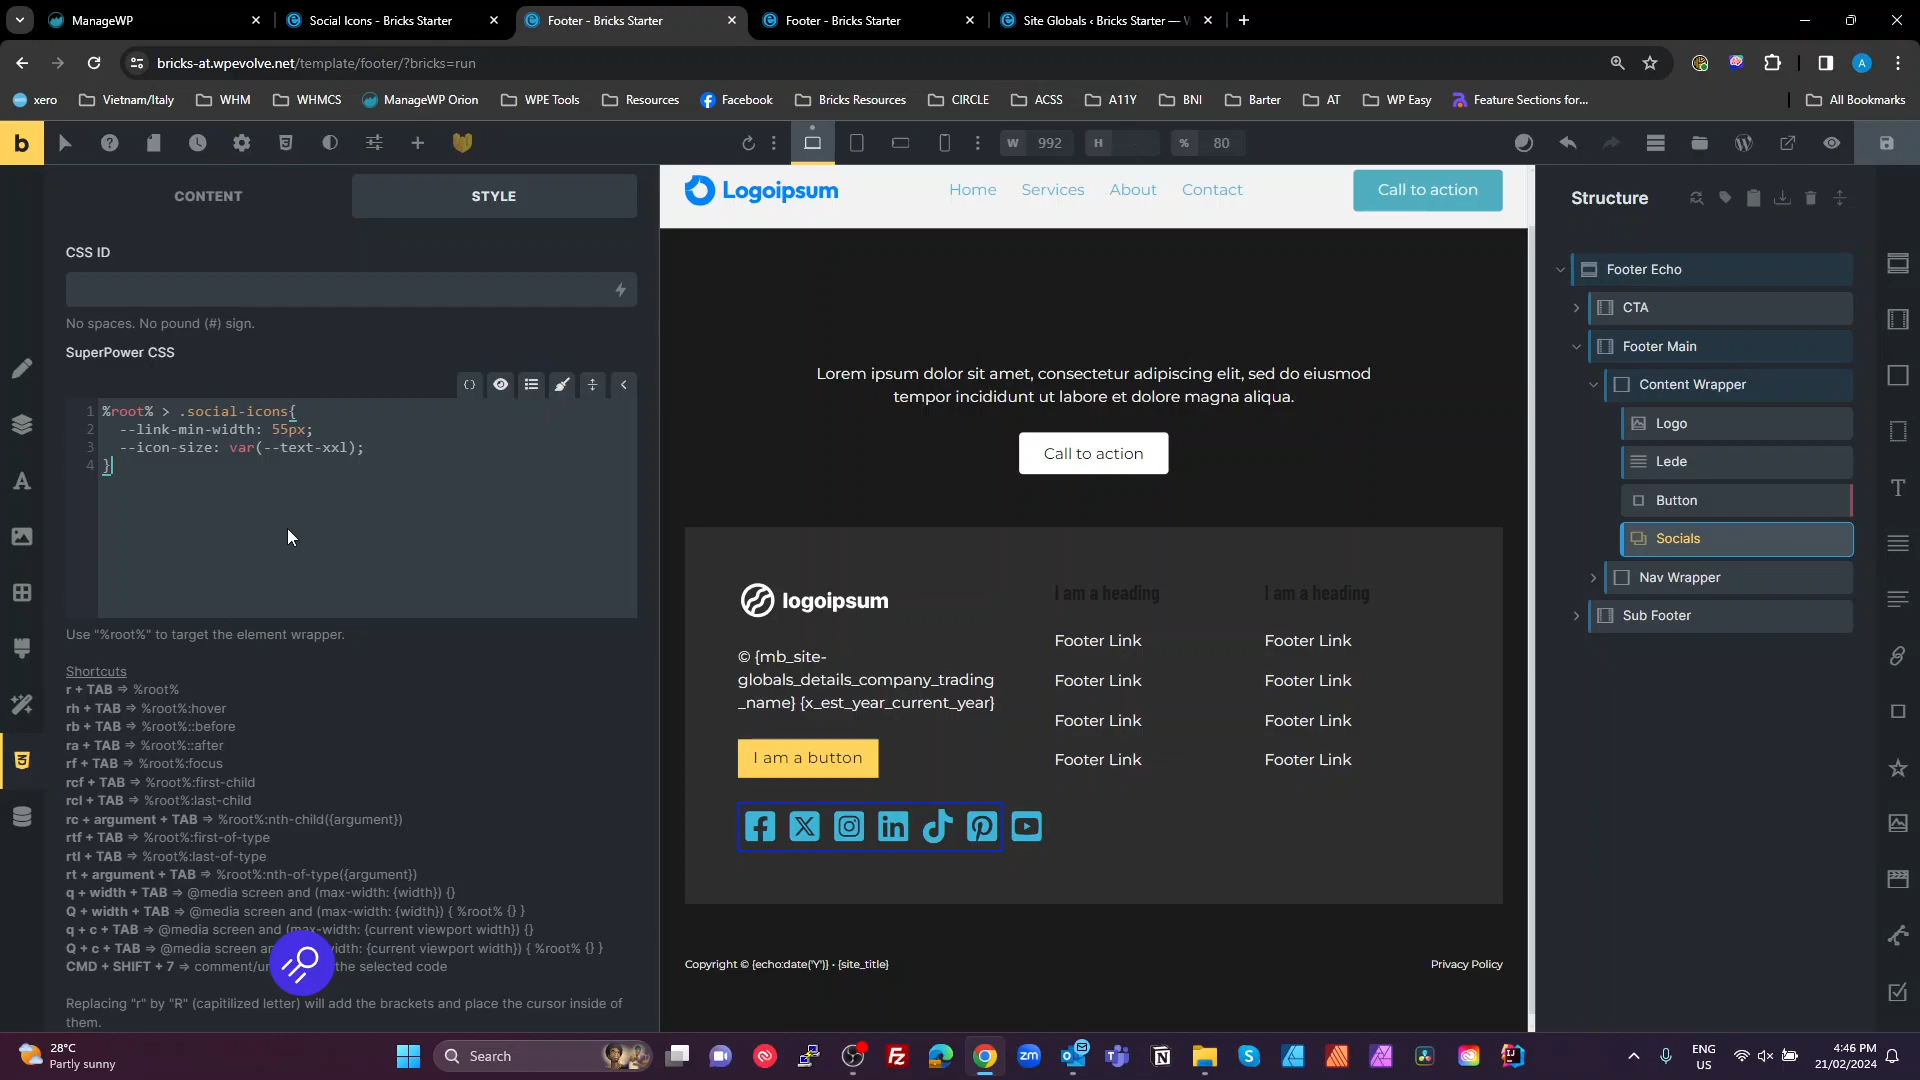 ManageWP
Social Icons - Bricks Starter
Footer - Bricks Starter
Footer - Bricks Starter
Site Globals ‹ Bricks Starter —
bricks-at.wpevolve.net/template/footer/?bricks=run
xero
Vietnam/Italy
WHM
WHMCS
ManageWP Orion
WPE Tools
Resources
Facebook
Bricks Resources
CIRCLE
ACSS
A11Y
BNI
Barter
AT
WP Easy
Feature Sections for...
All Bookmarks
b
W 992
H
% 80
CONTENT
STYLE
CSS ID
No spaces. No pound (#) sign.
SuperPower CSS
1 %root% > .social-icons{
2 --link-min-width: 55px;
3 --icon-size: var(--text-xxl);
4 }
Use "%root%" to target the element wrapper.
Shortcuts
r + TAB ⇒ %root%
rh + TAB ⇒ %root%:hover
rb + TAB ⇒ %root%::before
ra + TAB ⇒ %root%::after
rf + TAB ⇒ %root%:focus
rcf + TAB ⇒ %root%:first-child
rcl + TAB ⇒ %root%:last-child
rc + argument + TAB ⇒ %root%:nth-child({argument})
rtf + TAB ⇒ %root%:first-of-type
rtl + TAB ⇒ %root%:last-of-type
rt + argument + TAB ⇒ %root%:nth-of-type({argument})
q + width + TAB ⇒ @media screen and (max-width: {width}) {}
Q + width + TAB ⇒ @media screen and (max-width: {width}) { %root% {} }
q + c + TAB ⇒ @media screen and (max-width: {current viewport width}) {}
Q + c + TAB ⇒ @media screen width: {current viewport width}) { %root% {} }
CMD + SHIFT + 7 ⇒ the selected code
Replacing "r" by "R" (capitilized letter) will add the brackets and place the cursor inside of
them.
Logoipsum
Home
Services
About
Contact
Call to action
Lorem ipsum dolor sit amet, consectetur adipiscing elit, sed do eiusmod
tempor incididunt ut labore et dolore magna aliqua.
Call to action
logoipsum
© {mb_site-
globals_details_company_trading
_name} {x_est_year_current_year}
I am a button
I am a heading
Footer Link
Footer Link
Footer Link
Footer Link
I am a heading
Footer Link
Footer Link
Footer Link
Footer Link
Copyright © {echo:date('Y')} • {site_title}
Privacy Policy
Structure
Footer Echo
CTA
Footer Main
Content Wrapper
Logo
Lede
Button
Socials
Nav Wrapper
Sub Footer
28°C
Partly sunny
Search
ENG
US
4:46 PM
21/02/2024